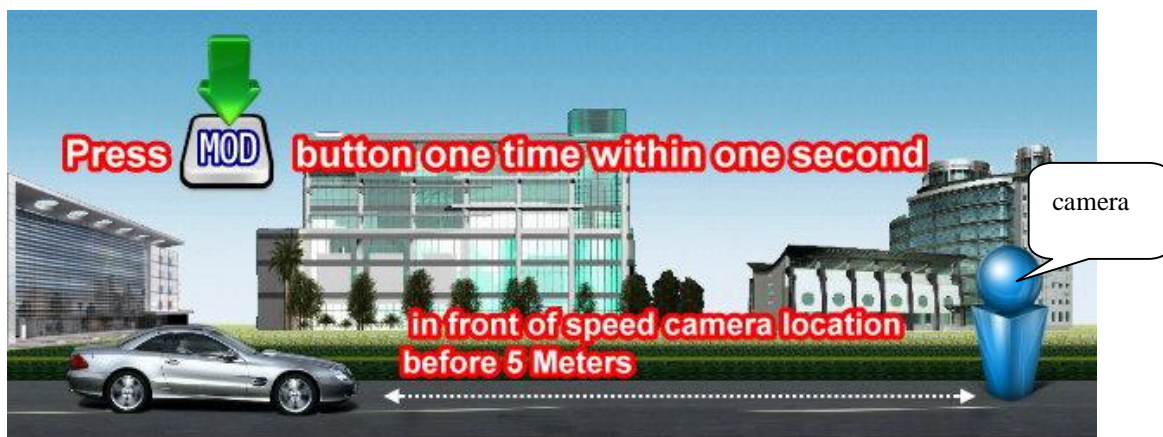 Press MOD button one time within one second
camera
in front of speed camera location
before 5 Meters